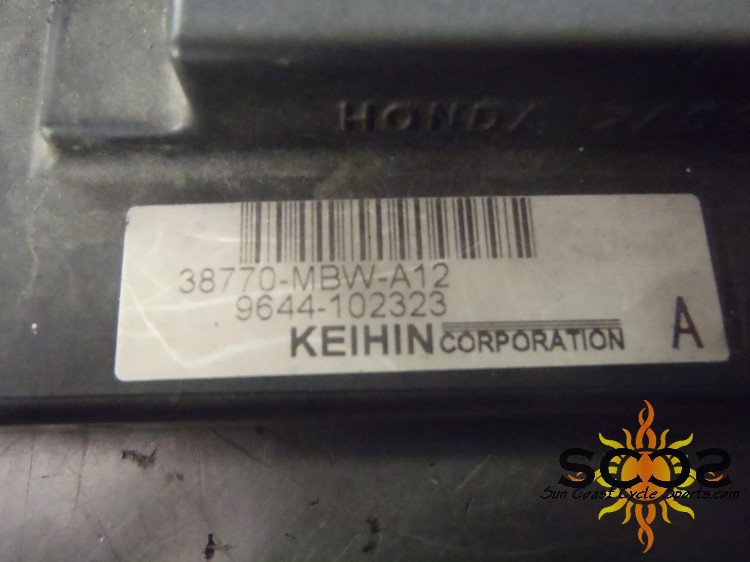 HONDA
38770-MBW-A12
9644-102323
KEIHIN CORPORATION
A
SCCS
Sun Coast Cycle Sports.com